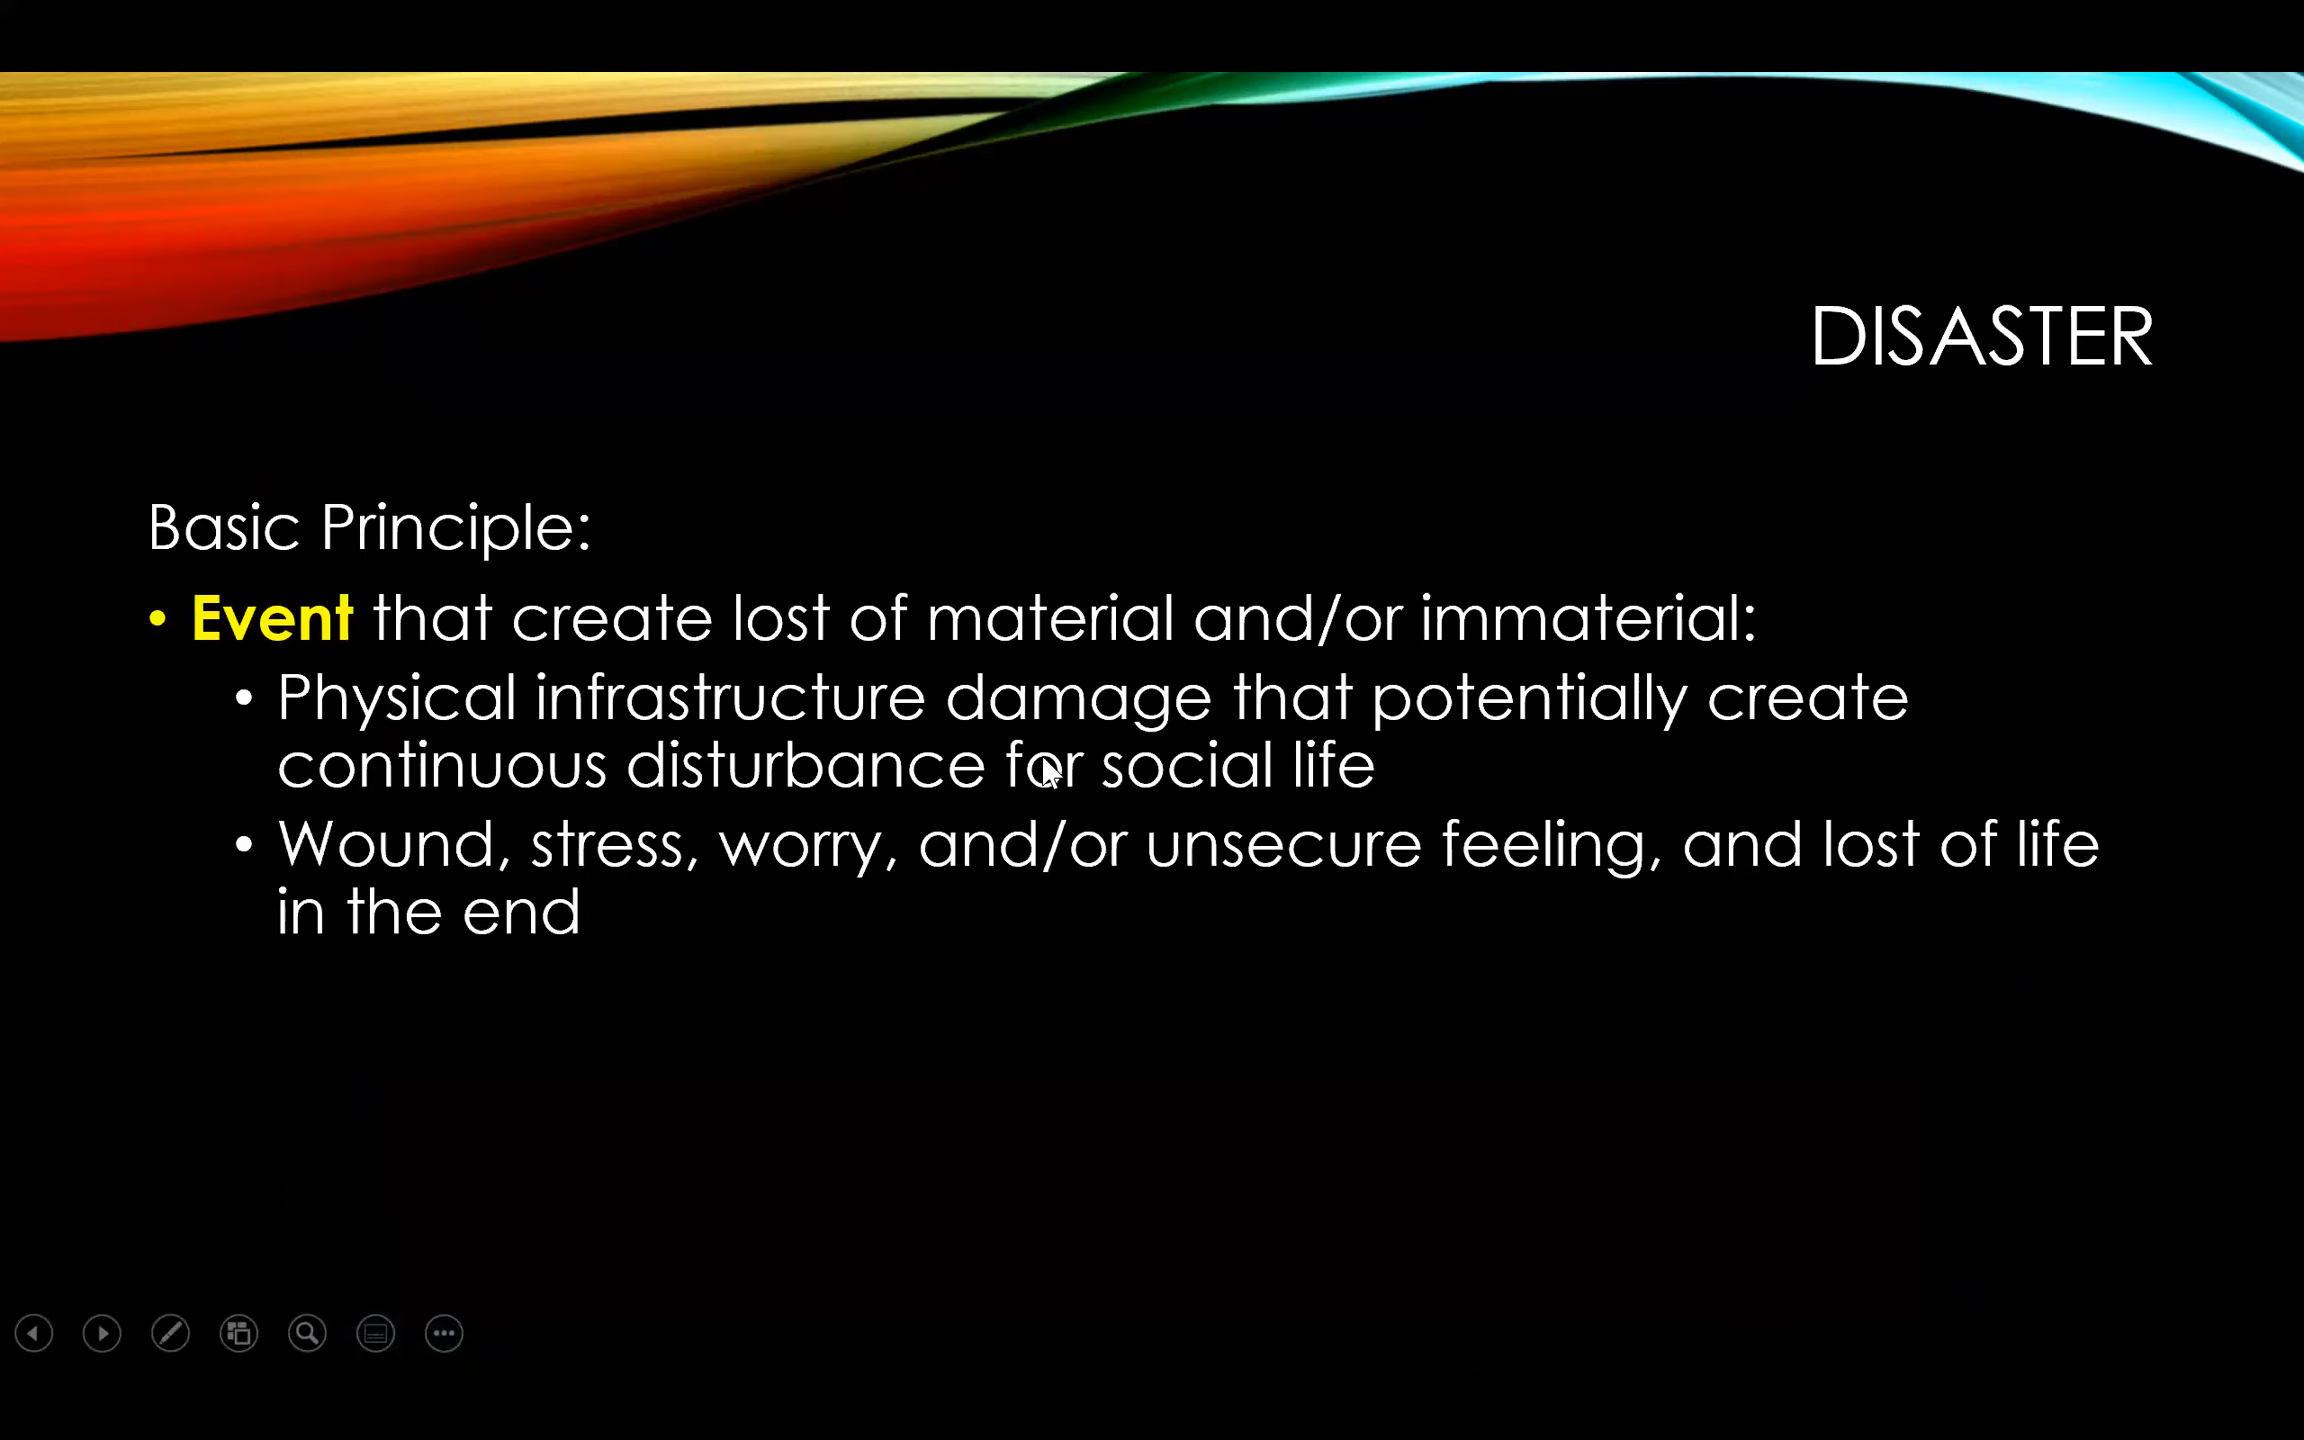 DISASTER
Basic Principle:
• Event that create lost of material and/or immaterial:
• Physical infrastructure damage that potentially create
continuous disturbance for social life
• Wound, stress, worry, and/or unsecure feeling, and lost of life
in the end